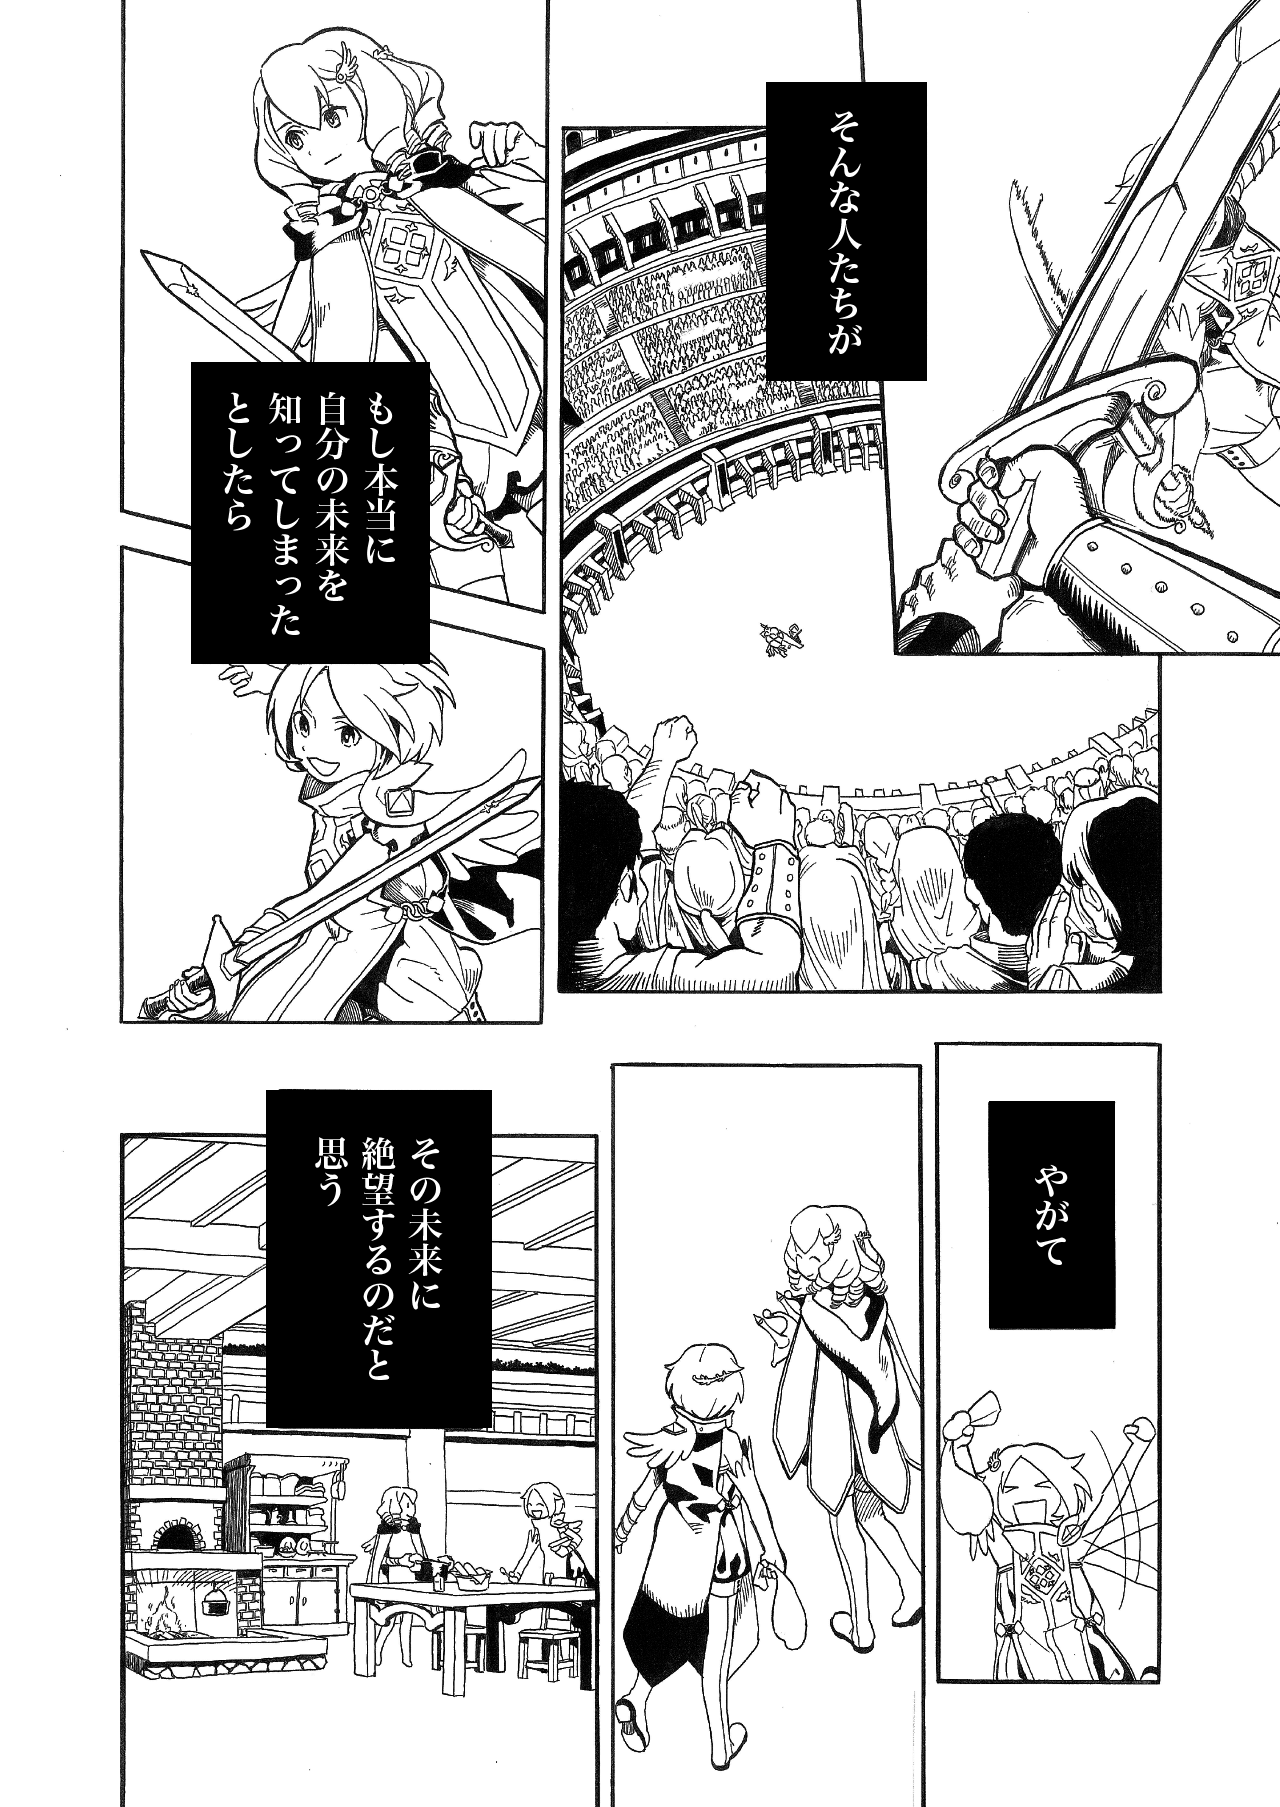 そんな人たちが
もし本当に
自分の未来を
知ってしまった
としたら
やがて
その未来に
絶望するのだと
思う